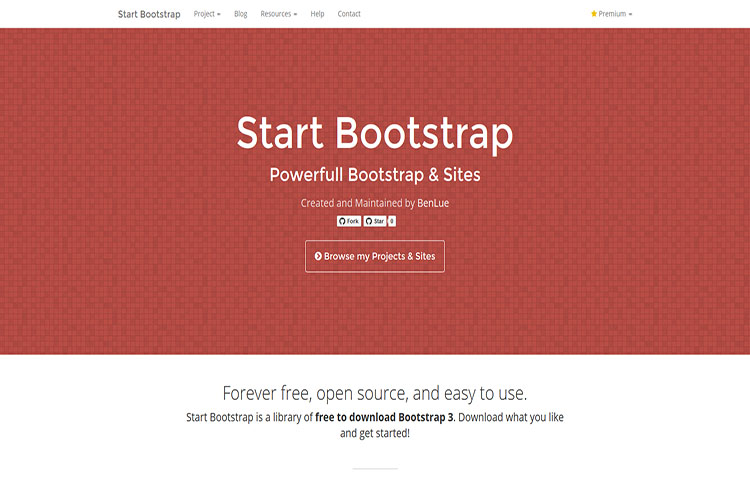 Start Bootstrap Project Blog Resources Help Contact Premium
Start Bootstrap
Powerfull Bootstrap & Sites
Created and Maintained by BenLue
Fork Star 0
Browse my Projects & Sites
Forever free, open source, and easy to use.
Start Bootstrap is a library of free to download Bootstrap 3. Download what you like
and get started!